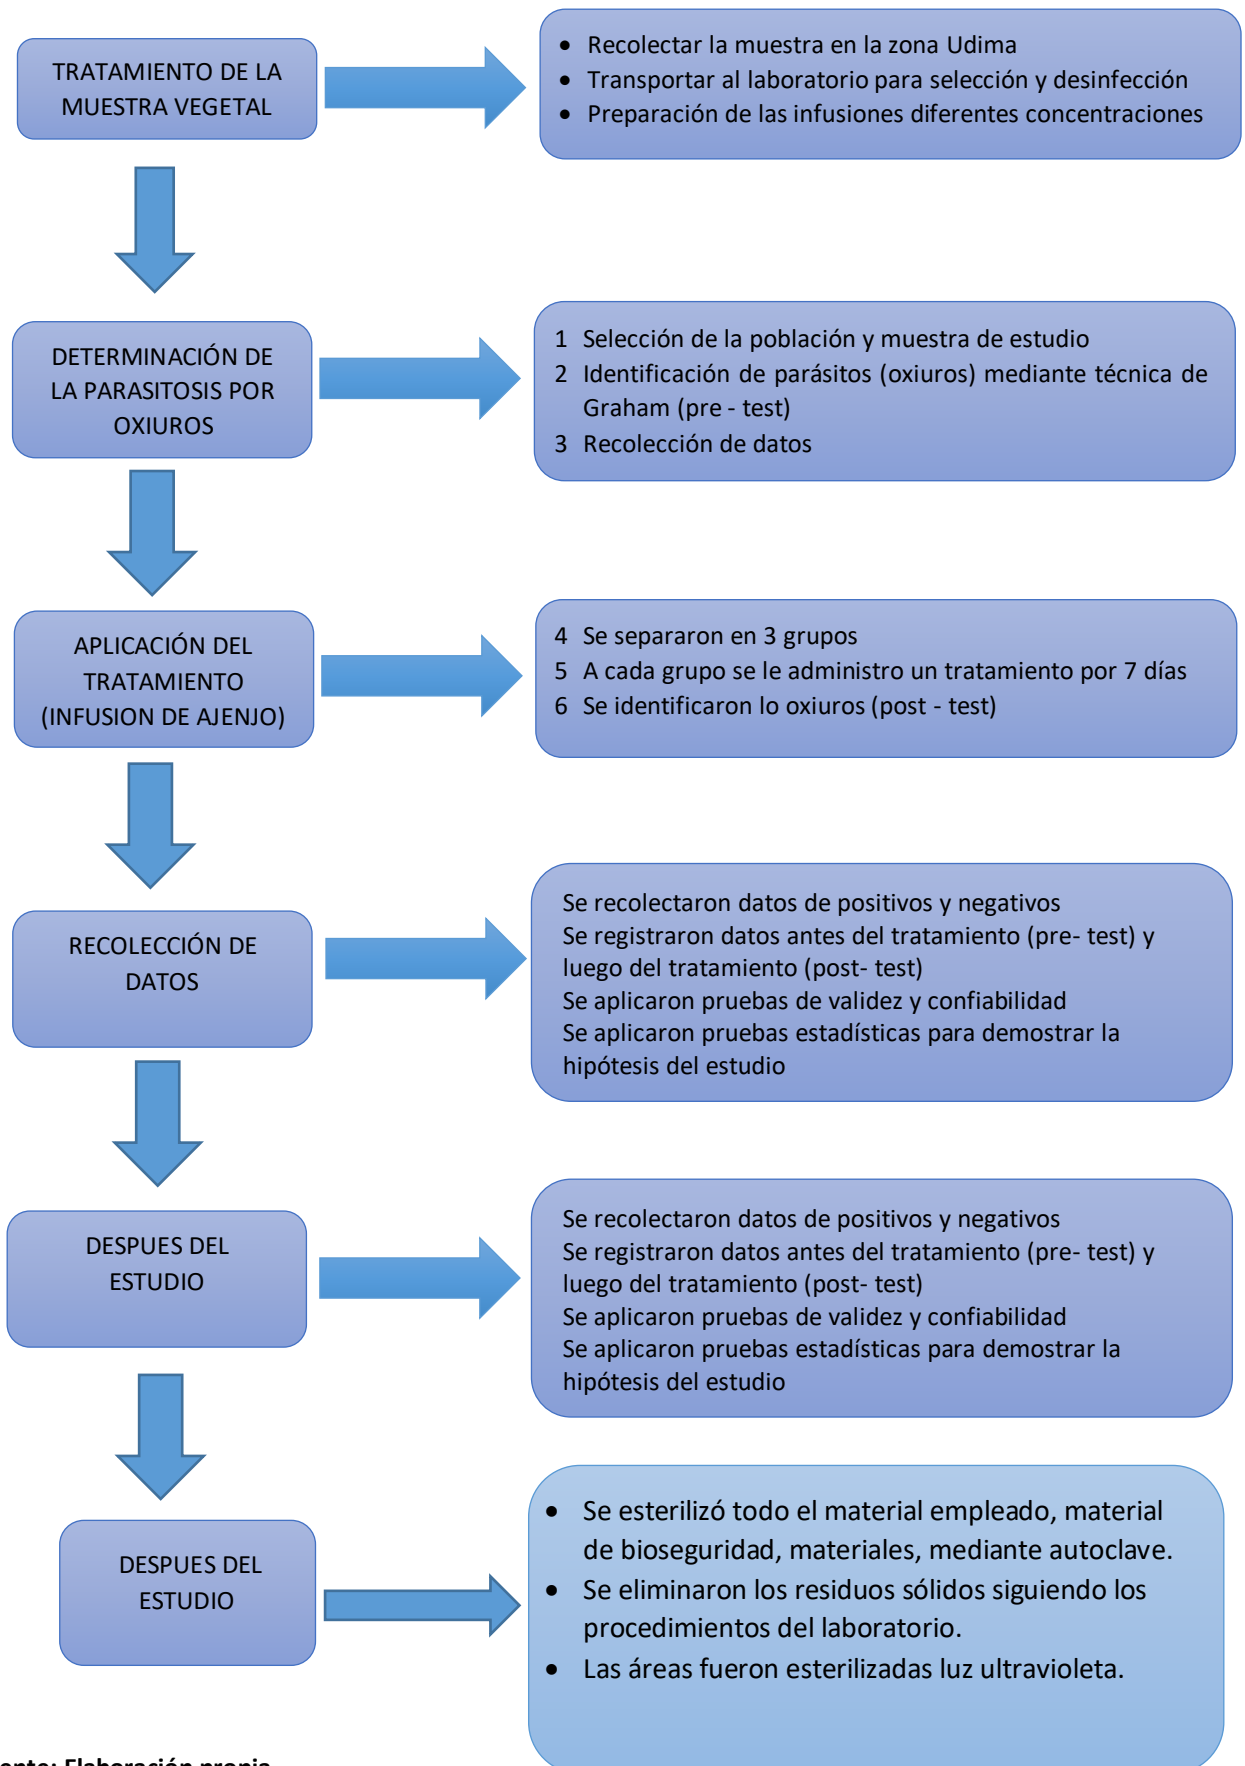 TRATAMIENTO DE LA
MUESTRA VEGETAL
• Recolectar la muestra en la zona Udima
• Transportar al laboratorio para selección y desinfección
• Preparación de las infusiones diferentes concentraciones
DETERMINACIÓN DE
LA PARASITOSIS POR
OXIUROS
1 Selección de la población y muestra de estudio
2 Identificación de parásitos (oxiuros) mediante técnica de
Graham (pre - test)
3 Recolección de datos
APLICACIÓN DEL
TRATAMIENTO
(INFUSION DE AJENJO)
4 Se separaron en 3 grupos
5 A cada grupo se le administro un tratamiento por 7 días
6 Se identificaron lo oxiuros (post - test)
RECOLECCIÓN DE
DATOS
Se recolectaron datos de positivos y negativos
Se registraron datos antes del tratamiento (pre- test) y
luego del tratamiento (post- test)
Se aplicaron pruebas de validez y confiabilidad
Se aplicaron pruebas estadísticas para demostrar la
hipótesis del estudio
DESPUES DEL
ESTUDIO
Se recolectaron datos de positivos y negativos
Se registraron datos antes del tratamiento (pre- test) y
luego del tratamiento (post- test)
Se aplicaron pruebas de validez y confiabilidad
Se aplicaron pruebas estadísticas para demostrar la
hipótesis del estudio
DESPUES DEL
ESTUDIO
• Se esterilizó todo el material empleado, material
de bioseguridad, materiales, mediante autoclave.
• Se eliminaron los residuos sólidos siguiendo los
procedimientos del laboratorio.
• Las áreas fueron esterilizadas luz ultravioleta.
Elaboración propia